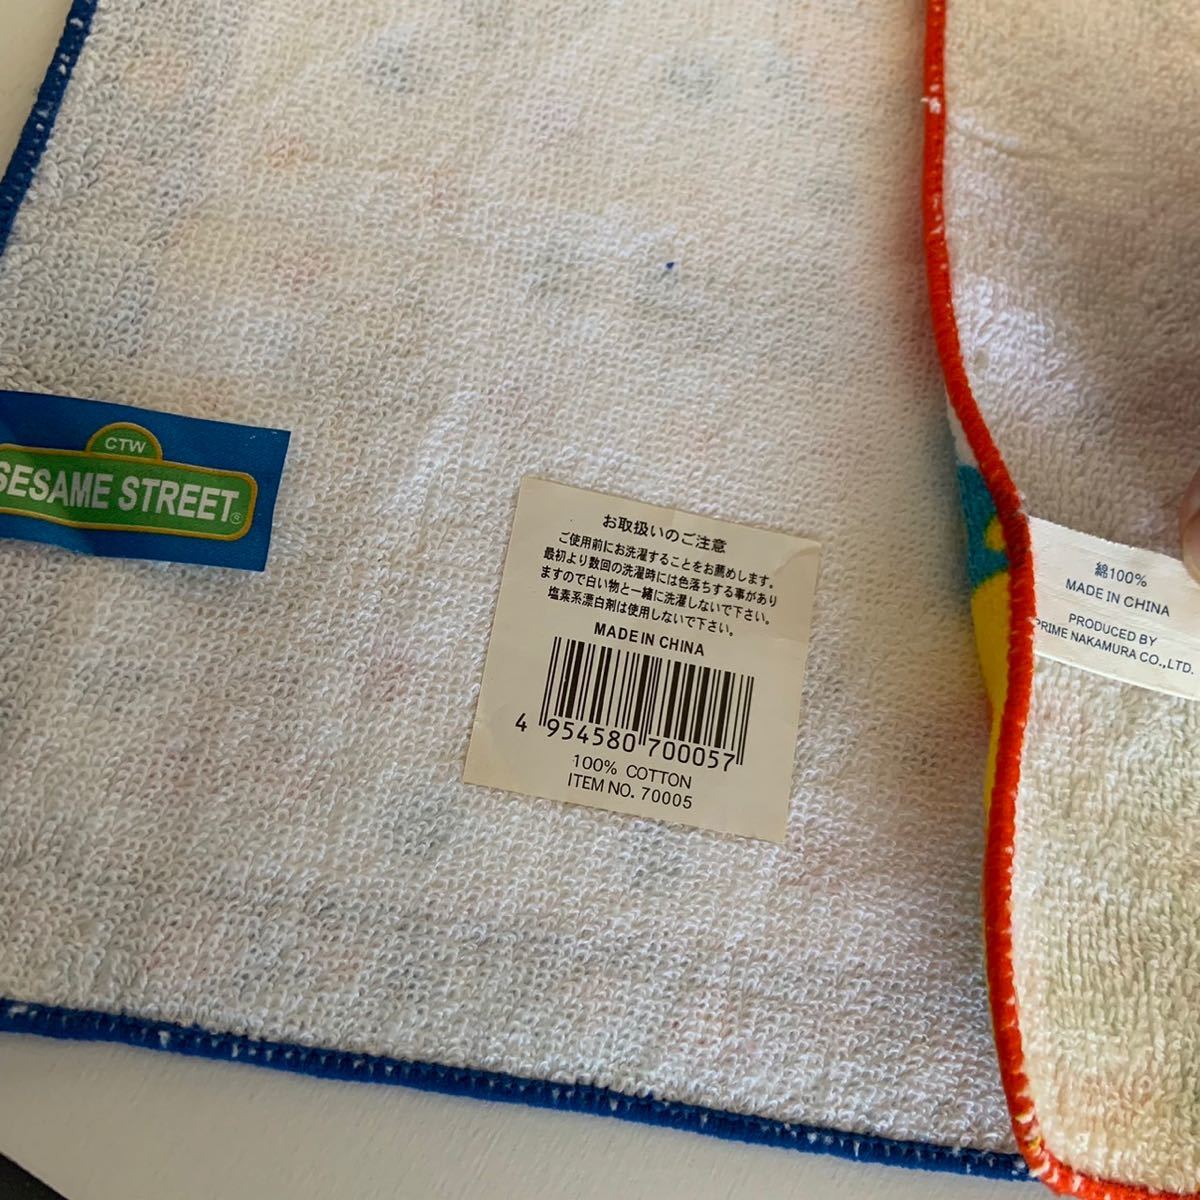 CTW
SESAME STREET®
お取扱いのご注意
ご使用前にお洗濯することをお薦めします。
最初より数回の洗濯時には色落ちする事があり
ますので白い物と一緒に洗濯しないで下さい。
塩素系漂白剤は使用しないで下さい。
MADE IN CHINA
4 954580 700057
100% COTTON
ITEM NO. 70005
綿100%
MADE IN CHINA
PRODUCED BY
PRIME NAKAMURA CO.,LTD.